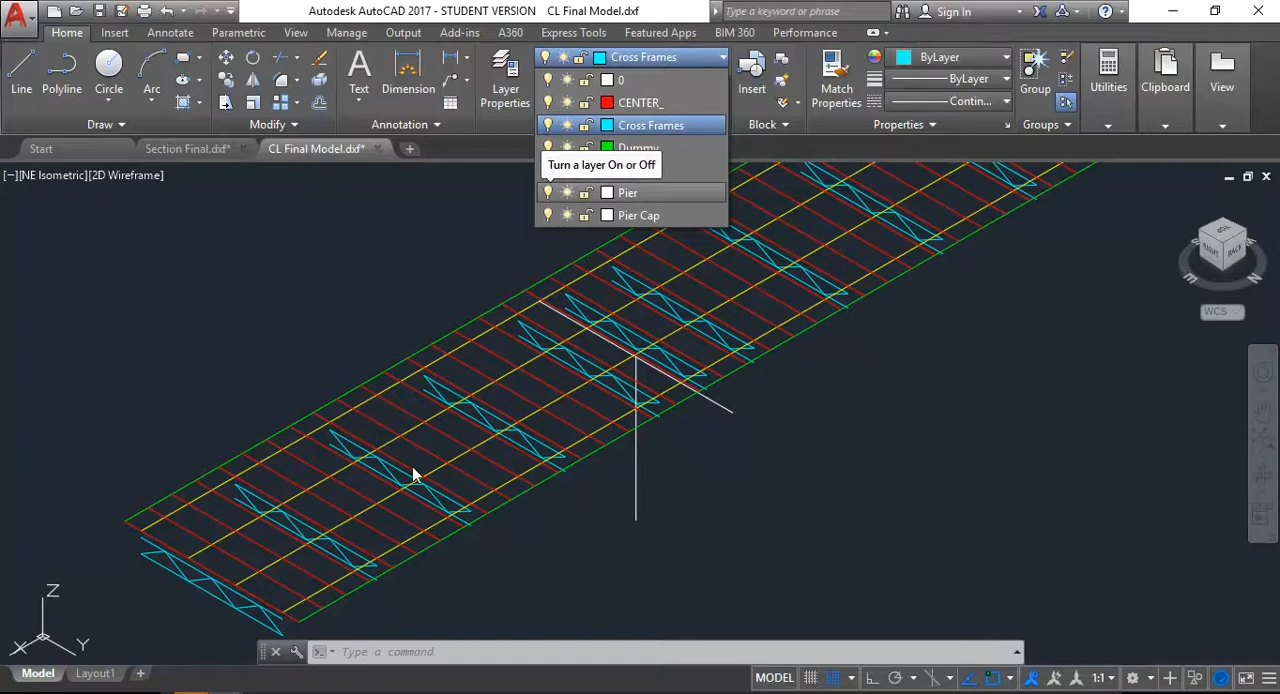 Autodesk AutoCAD 2017 - STUDENT VERSION CL Final Model.dxf
Type a keyword or phrase
Sign In
Home Insert Annotate Parametric View Manage Output Add-ins A360 Express Tools Featured Apps BIM 360 Performance
Line
Polyline
Circle
Arc
Text
Dimension
Layer Properties
Cross Frames
0
CENTER_
Cross Frames
Dummy
Turn a layer On or Off
Pier
Pier Cap
Insert
Match Properties
ByLayer
ByLayer
Contin...
Group
Utilities
Clipboard
View
Draw
Modify
Annotation
Block
Properties
Groups
Start
Section Final.dxf*
CL Final Model.dxf*
[−][NE Isometric][2D Wireframe]
TOP
RIGHT
BACK
N
E
WCS
Z
X
Y
Type a command
Model
Layout1
MODEL
1:1